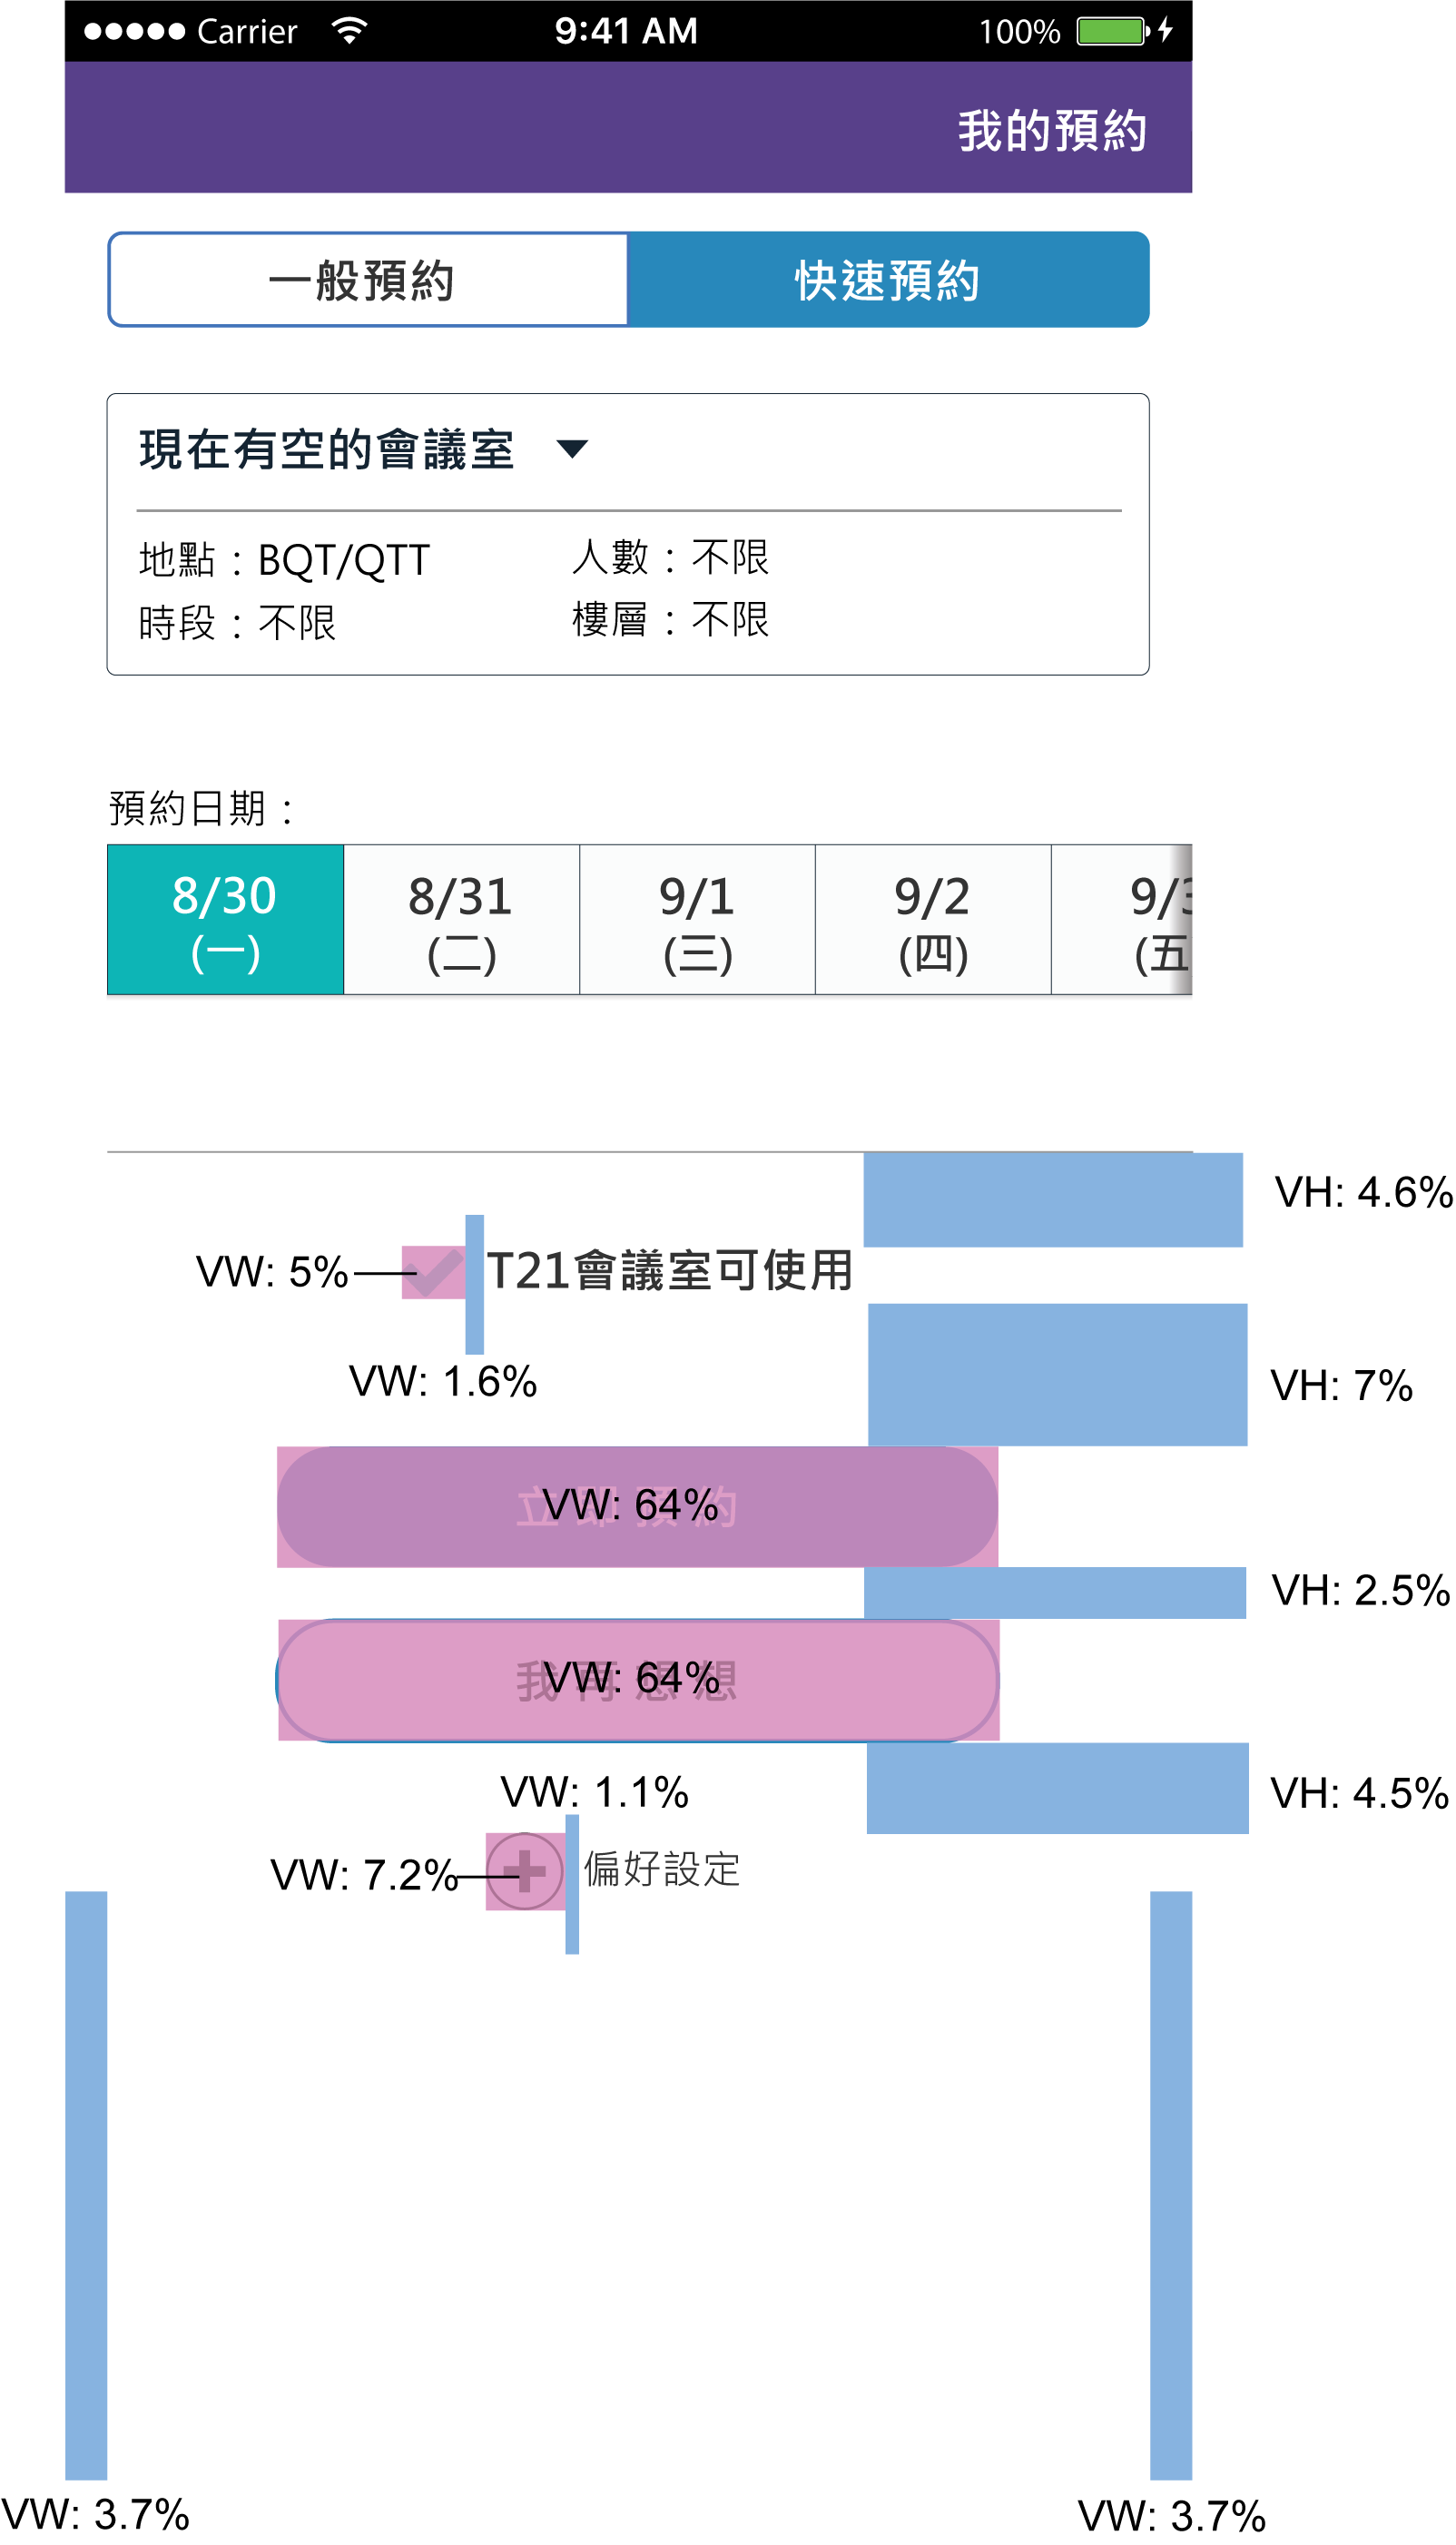 Carrier 9:41 AM 100%
我的預約
一般預約 快速預約
現在有空的會議室
地點：BQT/QTT 人數：不限
時段：不限 樓層：不限
預約日期：
8/30 8/31 9/1 9/2 9/3
(一) (二) (三) (四) (五
VH: 4.6%
VW: 5% T21會議室可使用
VW: 1.6% VH: 7%
立即預約 VW: 64%
VH: 2.5%
我再想想 VW: 64%
VW: 1.1% VH: 4.5%
VW: 7.2% 偏好設定
VW: 3.7% VW: 3.7%